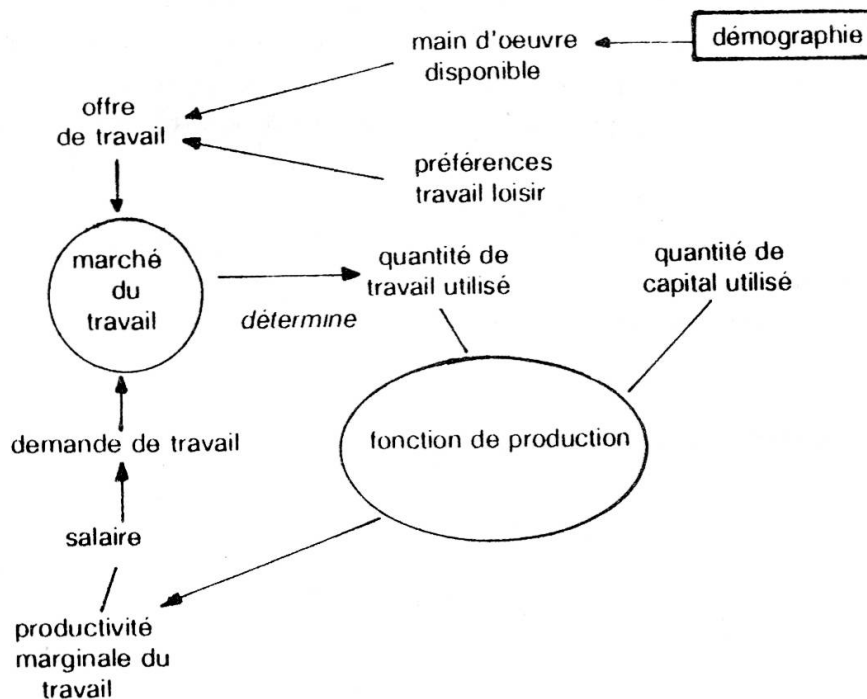 main d'oeuvre
disponible
démographie
offre
de travail
préférences
travail loisir
marché
du
travail
détermine
quantité de
travail utilisé
quantité de
capital utilisé
demande de travail
fonction de production
salaire
productivité
marginale du
travail